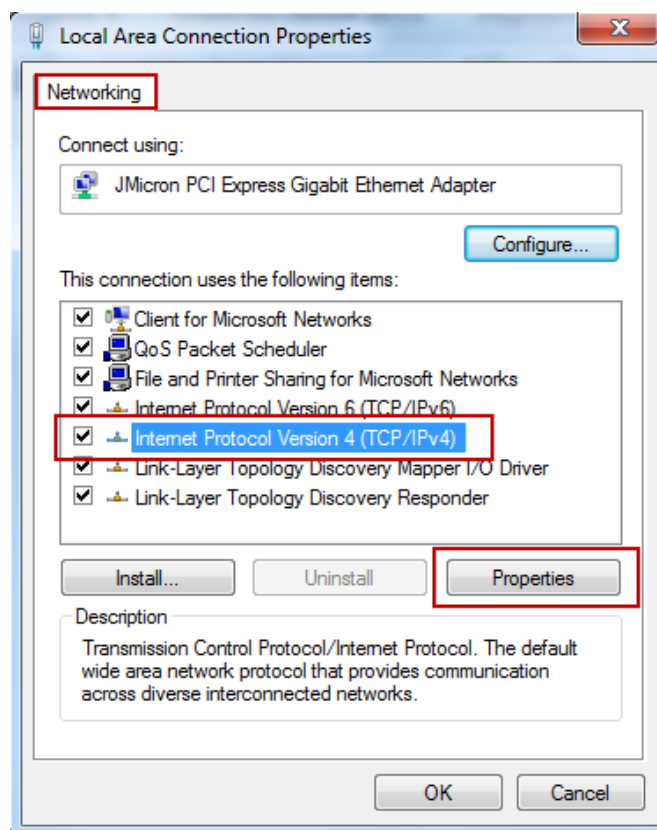 Local Area Connection Properties
X
Networking
Connect using:
JMicron PCI Express Gigabit Ethernet Adapter
Configure...
This connection uses the following items:
Client for Microsoft Networks
QoS Packet Scheduler
File and Printer Sharing for Microsoft Networks
Internet Protocol Version 6 (TCP/IPv6)
Internet Protocol Version 4 (TCP/IPv4)
Link-Layer Topology Discovery Mapper I/O Driver
Link-Layer Topology Discovery Responder
Install... Uninstall Properties
Description
Transmission Control Protocol/Internet Protocol. The default
wide area network protocol that provides communication
across diverse interconnected networks.
OK Cancel